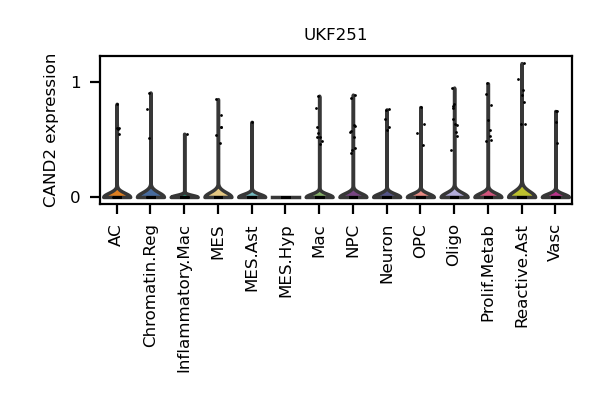 UKF251
CAND2 expression
1
0
AC
Chromatin.Reg
Inflammatory.Mac
MES
MES.Ast
MES.Hyp
Mac
NPC
Neuron
OPC
Oligo
Prolif.Metab
Reactive.Ast
Vasc